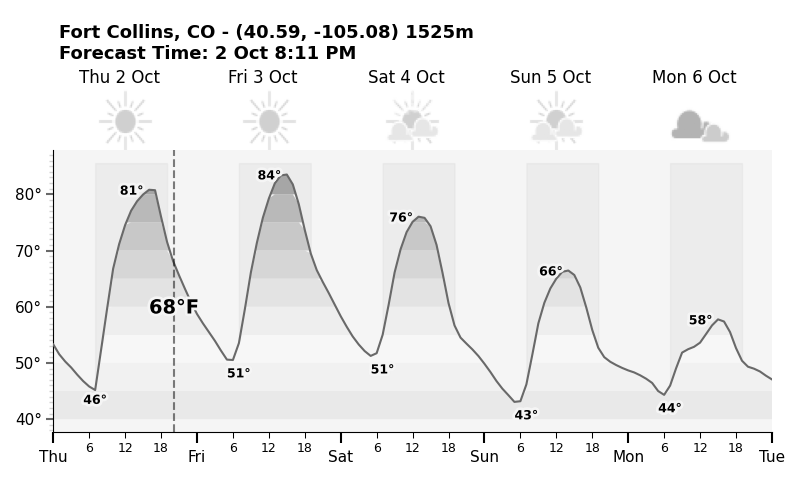 Fort Collins, CO - (40.59, -105.08) 1525m
Forecast Time: 2 Oct 8:11 PM
Thu 2 Oct Fri 3 Oct Sat 4 Oct Sun 5 Oct Mon 6 Oct
84°
81°
80°
76°
70°
66°
68°F
60°
58°
51° 51°
50°
46°
44°
43°
40°
6 12 18 6 12 18 6 12 18 6 12 18 6 12 18
Thu Fri Sat Sun Mon Tue